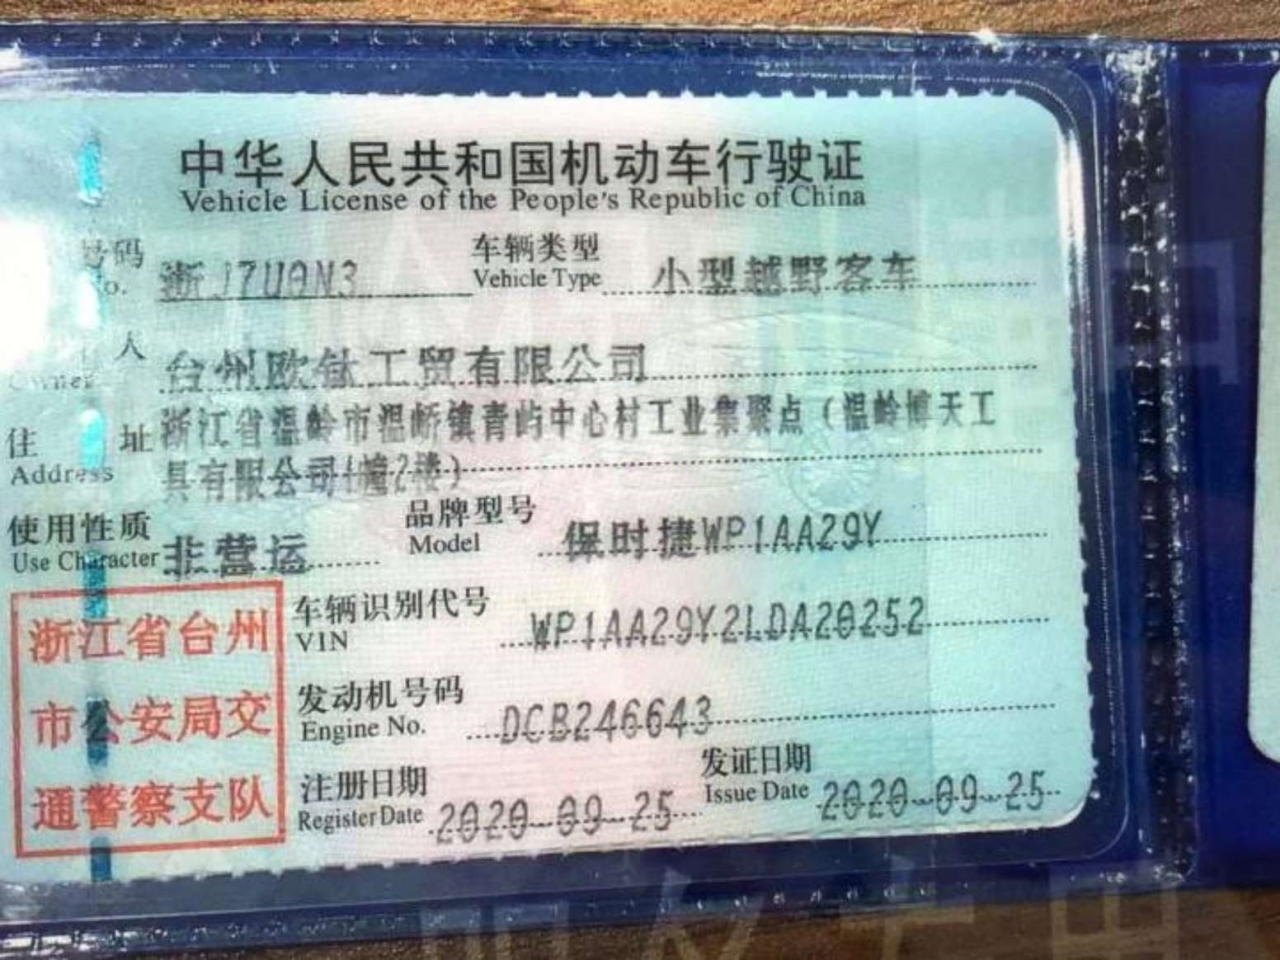 中华人民共和国机动车行驶证
Vehicle License of the People's Republic of China
号码 浙J7U0N3 车辆类型 小型越野客车
No. Vehicle Type
人 台州欧钛工贸有限公司
Owner
住 址 浙江省温岭市温峤镇青屿中心村工业集聚点（温岭博天工
Address 具有限公司1幢2楼）
使用性质 非营运 品牌型号 保时捷WP1AA29Y
Use Character Model
浙江省台州
市公安局交
通警察支队
车辆识别代号 WP1AA29Y2LDA20252
VIN
发动机号码 DCB246643
Engine No.
注册日期 2020-09-25 发证日期 2020-09-25
Register Date Issue Date